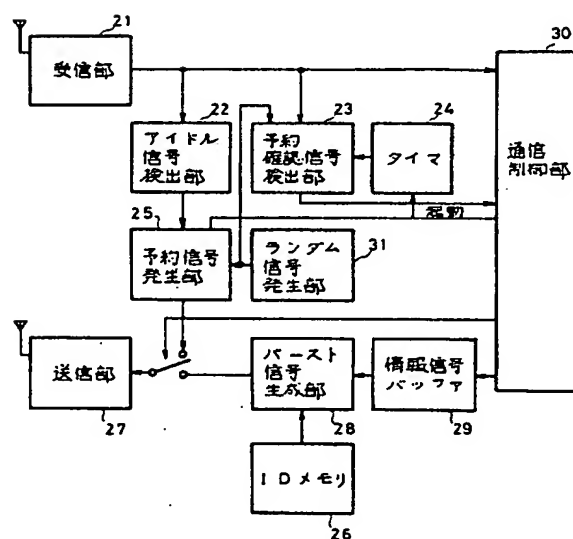 21
受信部
30
22
アイドル
信号
検出部
23
予約
確認信号
検出部
24
タイマ
通信
制御部
起動
25
予約信号
発生部
ランダム
信号
発生部
31
送信部
27
バースト
信号
生成部
28
情報信号
バッファ
29
IDメモリ
26